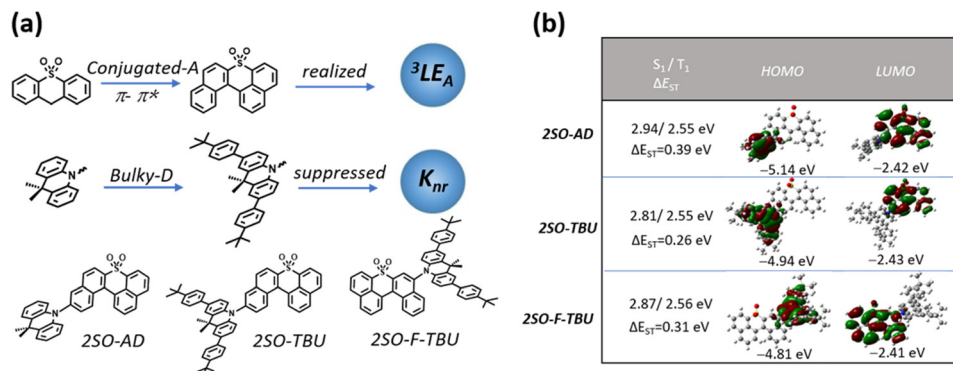 (a)
Conjugated-A
π- π*
realized
³LE_A
O O
S
Bulky-D
N
suppressed
K_nr
2SO-AD
2SO-TBU
2SO-F-TBU
(b)
S₁ / T₁
ΔE_ST
HOMO
LUMO
2SO-AD
2.94/ 2.55 eV
ΔE_ST=0.39 eV
−5.14 eV
−2.42 eV
2SO-TBU
2.81/ 2.55 eV
ΔE_ST=0.26 eV
−4.94 eV
−2.43 eV
2SO-F-TBU
2.87/ 2.56 eV
ΔE_ST=0.31 eV
−4.81 eV
−2.41 eV